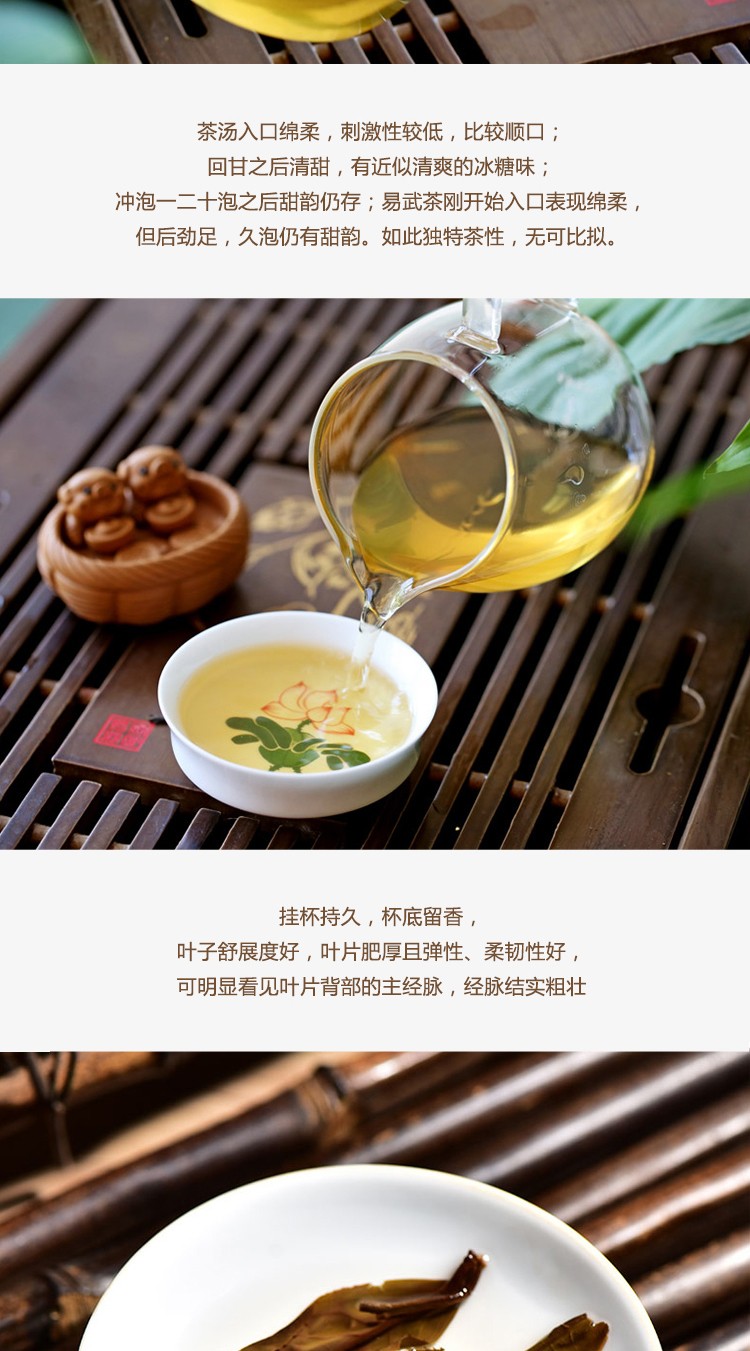 茶汤入口绵柔，刺激性较低，比较顺口；
回甘之后清甜，有近似清爽的冰糖味；
冲泡一二十泡之后甜韵仍存；易武茶刚开始入口表现绵柔，
但后劲足，久泡仍有甜韵。如此独特茶性，无可比拟。
挂杯持久，杯底留香，
叶子舒展度好，叶片肥厚且弹性、柔韧性好，
可明显看见叶片背部的主经脉，经脉结实粗壮